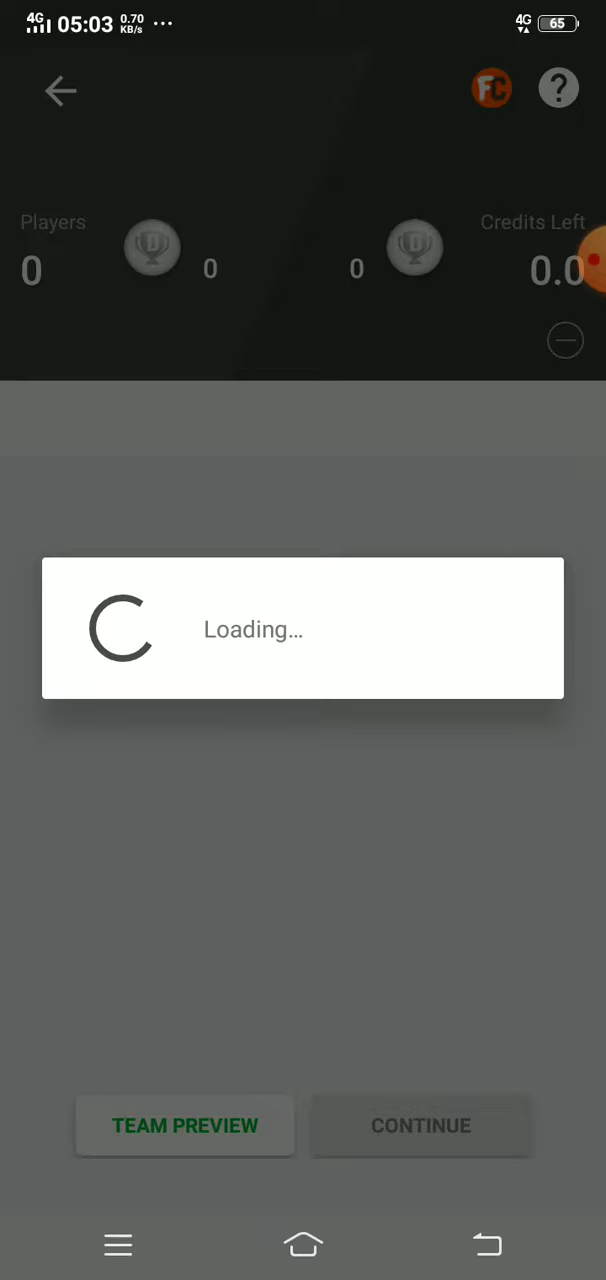 4G 05:03 0.70 KB/s ... 4G 65
FC ?
Players Credits Left
0 D 0 0 D 0.0
Loading...
TEAM PREVIEW CONTINUE